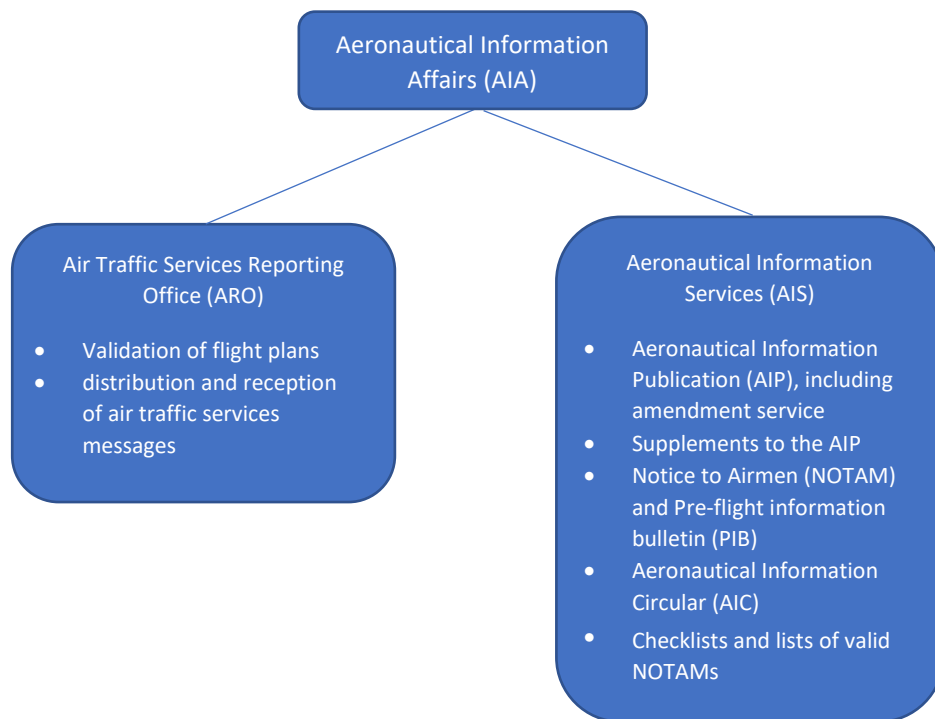 Aeronautical Information
Affairs (AIA)
Air Traffic Services Reporting
Office (ARO)
• Validation of flight plans
• distribution and reception
of air traffic services
messages
Aeronautical Information
Services (AIS)
• Aeronautical Information
Publication (AIP), including
amendment service
• Supplements to the AIP
• Notice to Airmen (NOTAM)
and Pre-flight information
bulletin (PIB)
• Aeronautical Information
Circular (AIC)
• Checklists and lists of valid
NOTAMs